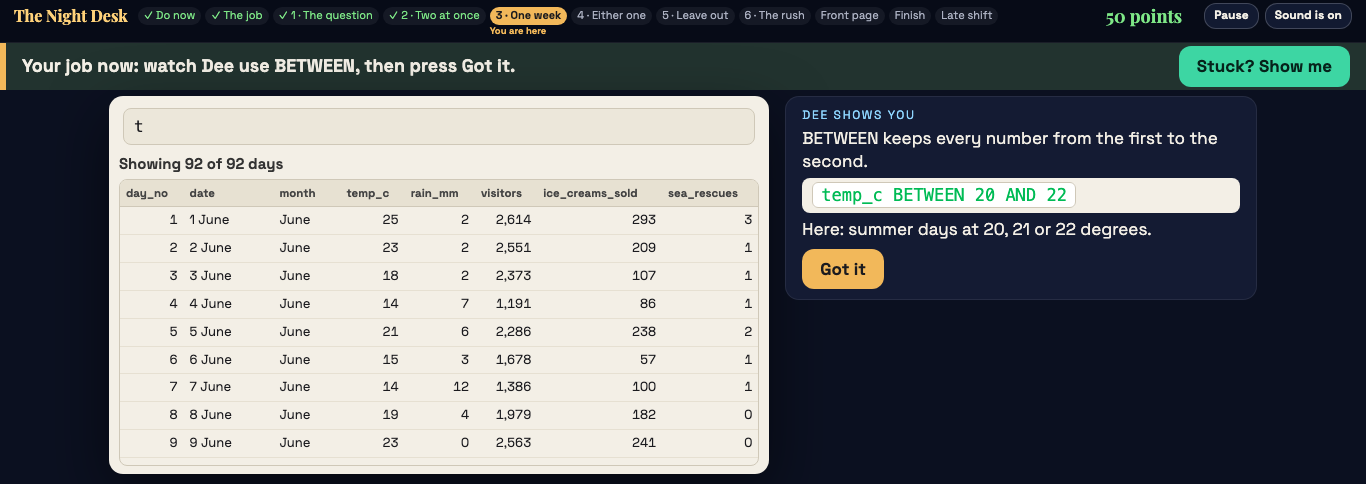 The Night Desk
✓ Do now
✓ The job
✓ 1 · The question
✓ 2 · Two at once
3 · One week
4 · Either one
5 · Leave out
6 · The rush
Front page
Finish
Late shift
50 points
Pause
Sound is on
You are here
Your job now: watch Dee use BETWEEN, then press Got it.
Stuck? Show me
t
Showing 92 of 92 days
day_no date month temp_c rain_mm visitors ice_creams_sold sea_rescues
1 1 June June 25 2 2,614 293 3
2 2 June June 23 2 2,551 209 1
3 3 June June 18 2 2,373 107 1
4 4 June June 14 7 1,191 86 1
5 5 June June 21 6 2,286 238 2
6 6 June June 15 3 1,678 57 1
7 7 June June 14 12 1,386 100 1
8 8 June June 19 4 1,979 182 0
9 9 June June 23 0 2,563 241 0
DEE SHOWS YOU
BETWEEN keeps every number from the first to the
second.
temp_c BETWEEN 20 AND 22
Here: summer days at 20, 21 or 22 degrees.
Got it